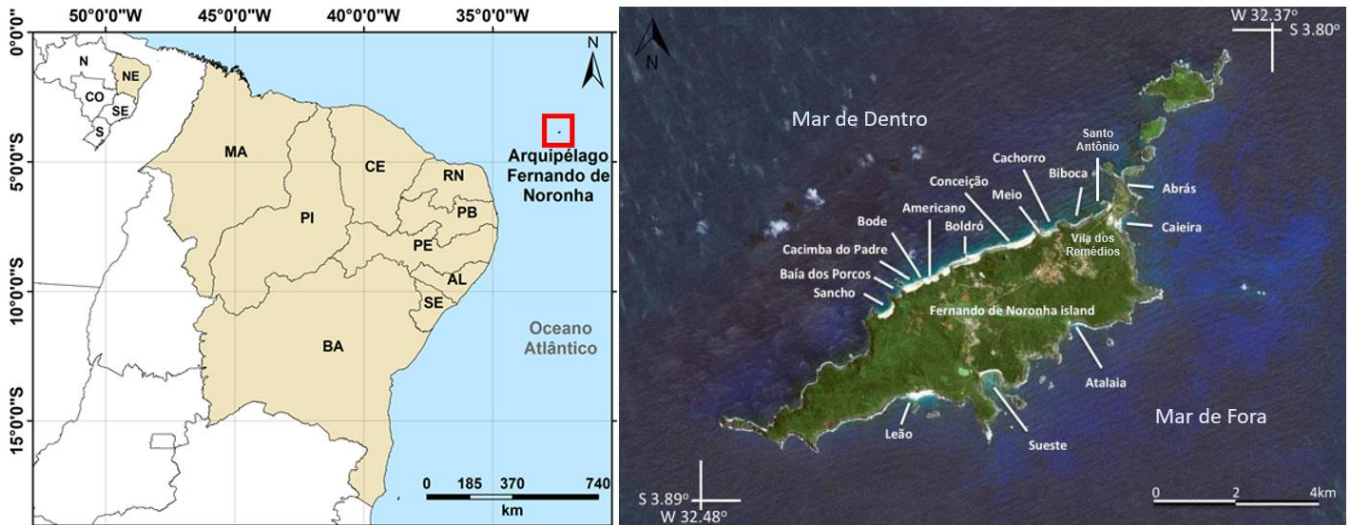 50°0'0"W 45°0'0"W 40°0'0"W 35°0'0"W
0°0'0"
5°0'0"S
10°0'0"S
15°0'0"S
N
NE
CO
SE
S
N
MA
PI
CE
RN
PB
PE
AL
SE
BA
Arquipélago
Fernando de
Noronha
Oceano
Atlântico
0 185 370 740
km
W 32.37º
S 3.80º
N
Mar de Dentro
Santo
Antônio
Cachorro
Biboca
Abrás
Conceição
Meio
Americano
Caieira
Bode
Boldró
Vila dos
Remédios
Cacimba do Padre
Baía dos Porcos
Sancho
Fernando de Noronha island
Atalaia
Mar de Fora
Leão
Sueste
S 3.89º
W 32.48º
0 2 4km